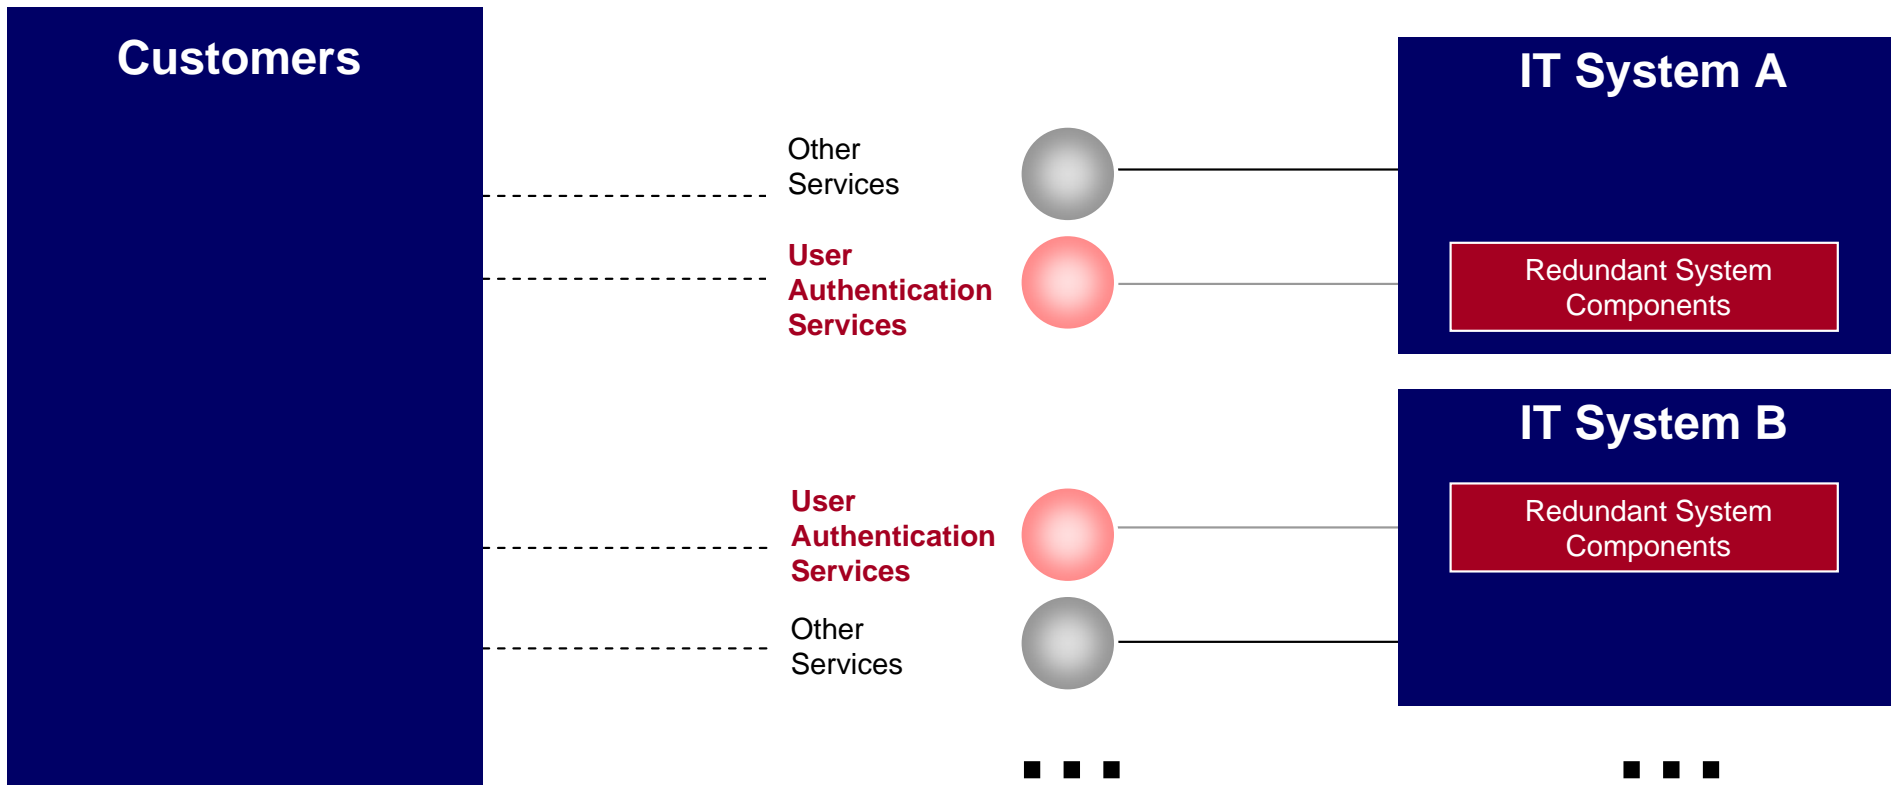 Customers
IT System A
Other
Services
User
Authentication
Services
Redundant System
Components
IT System B
User
Authentication
Services
Redundant System
Components
Other
Services